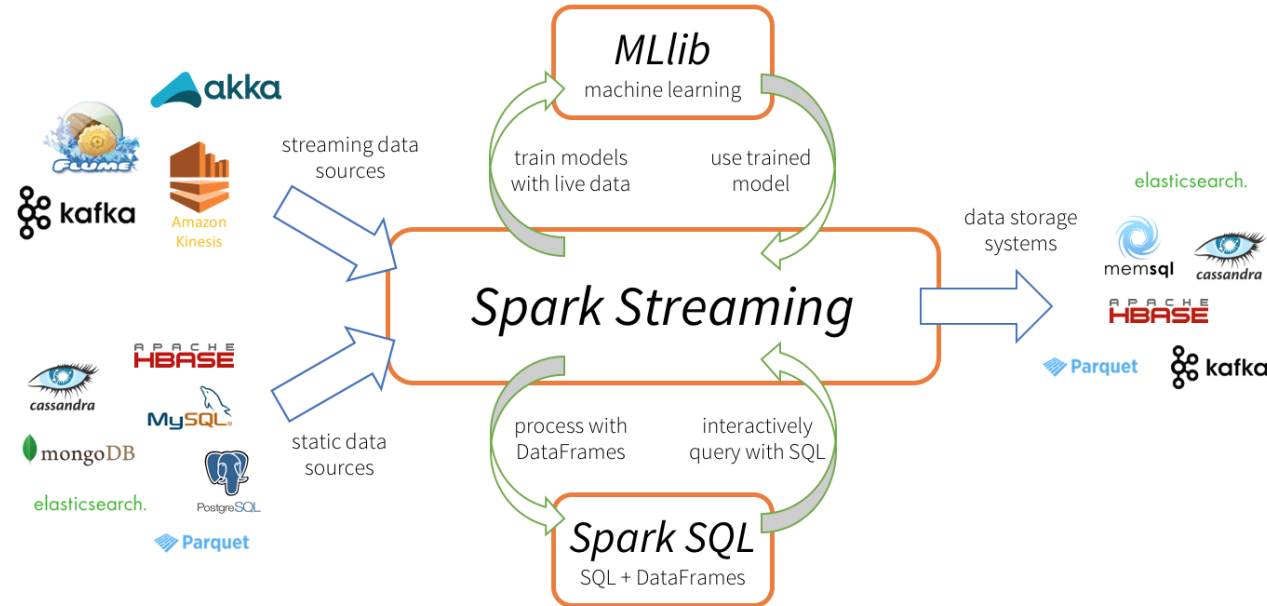 MLlib
machine learning
akka
FLUME
kafka
Amazon
Kinesis
streaming data
sources
train models
with live data
use trained
model
Spark Streaming
data storage
systems
elasticsearch.
memsql
cassandra
APACHE
HBASE
Parquet
kafka
APACHE
HBASE
cassandra
MySQL®
mongoDB
PostgreSQL
elasticsearch.
Parquet
static data
sources
process with
DataFrames
interactively
query with SQL
Spark SQL
SQL + DataFrames